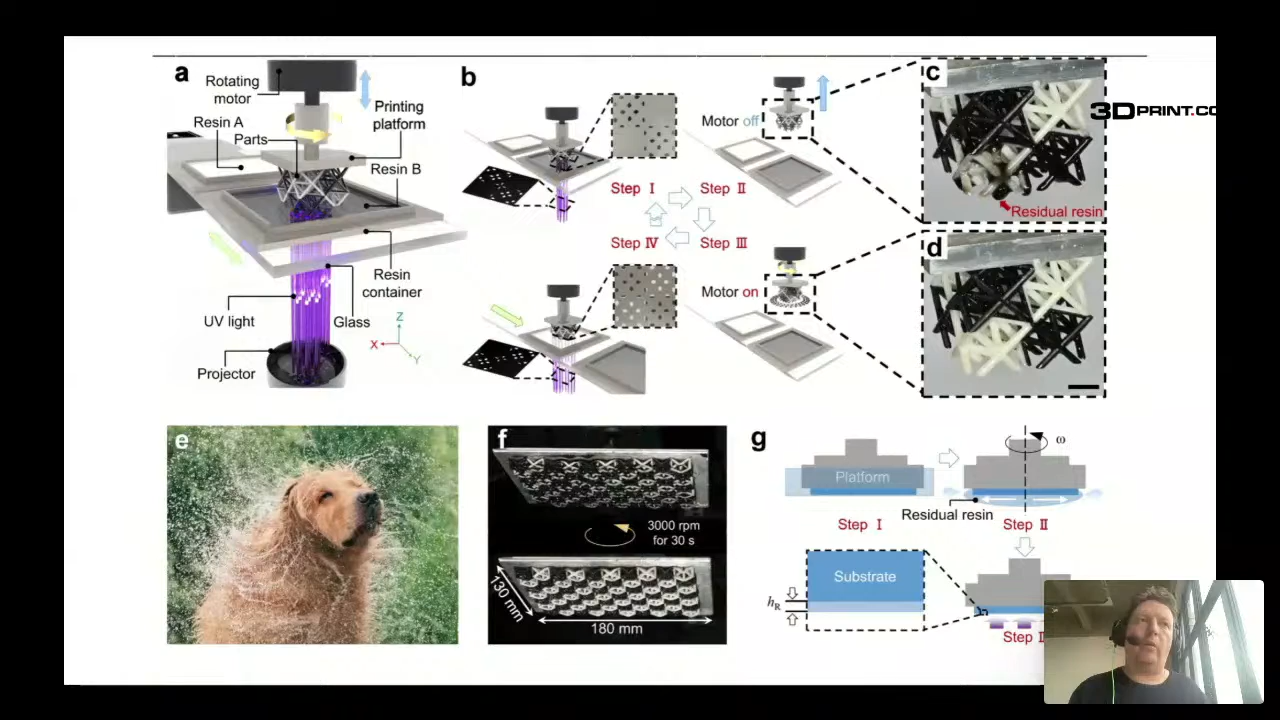 a
Rotating
motor
Printing
platform
Resin A
Parts
Resin B
Resin
container
UV light
Glass
Projector
Z
X
Y
b
Motor off
Step Ⅰ
Step Ⅱ
Step Ⅳ
Step Ⅲ
Motor on
c
3DPRINT.CO
Residual resin
d
e
f
3000 rpm
for 30 s
130 mm
180 mm
g
ω
Platform
Residual resin
Step Ⅰ
Step Ⅱ
Substrate
hR
Step